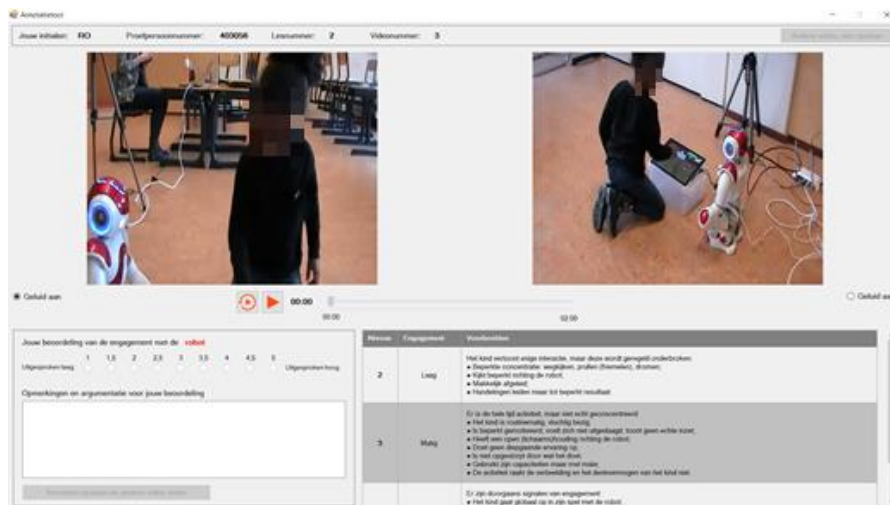 Annotatietool
Jouw initialen: RO Proefpersoonnummer: 403056 Lesnummer: 2 Videonummer: 3
Geluid aan
Geluid aan
00:00
00:00
02:00
Jouw beoordeling van de engagement met de robot
1 1,5 2 2,5 3 3,5 4 4,5 5
Uitgesproken laag Uitgesproken hoog
Opmerkingen en argumentatie voor jouw beoordeling
Niveau Engagement Voorbeelden
Het kind vertoont enige interactie, maar deze wordt geregeld onderbroken:
● Beperkte concentratie: wegkijken, prullen (friemelen), dromen;
● Kijkt beperkt richting de robot;
2 Laag
● Makkelijk afgeleid;
● Handelingen leiden maar tot beperkt resultaat.
Er is de hele tijd activiteit, maar niet echt geconcentreerd:
● Het kind is routinematig, vluchtig bezig;
● Is beperkt gemotiveerd, voelt zich niet uitgedaagd, toont geen echte inzet;
● Heeft een open (lichaams)houding richting de robot;
3 Matig
● Doet geen diepgaande ervaring op;
● Is niet opgeslorpt door wat het doet;
● Gebruikt zijn capaciteiten maar met mate;
● De activiteit raakt de verbeelding en het denkvermogen van het kind niet.
Er zijn doorgaans signalen van engagement:
● Het kind gaat globaal op in zijn spel met de robot.